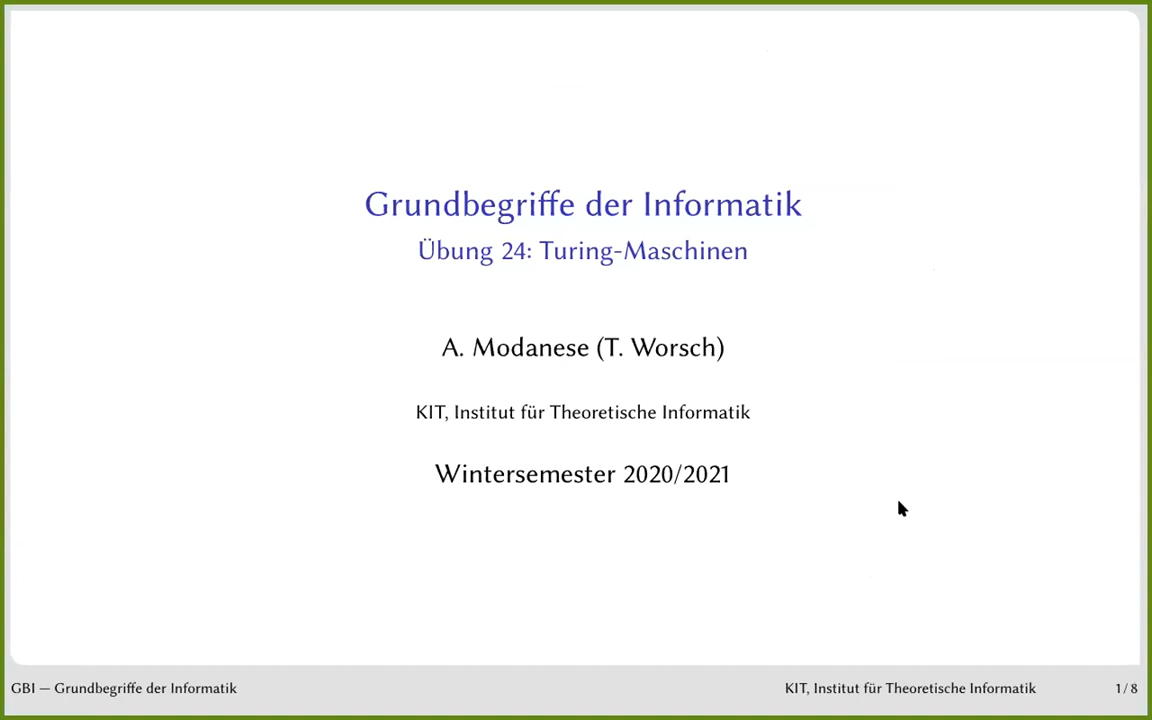 Grundbegriffe der Informatik
Übung 24: Turing-Maschinen
A. Modanese (T. Worsch)
KIT, Institut für Theoretische Informatik
Wintersemester 2020/2021
GBI — Grundbegriffe der Informatik
KIT, Institut für Theoretische Informatik
1 / 8